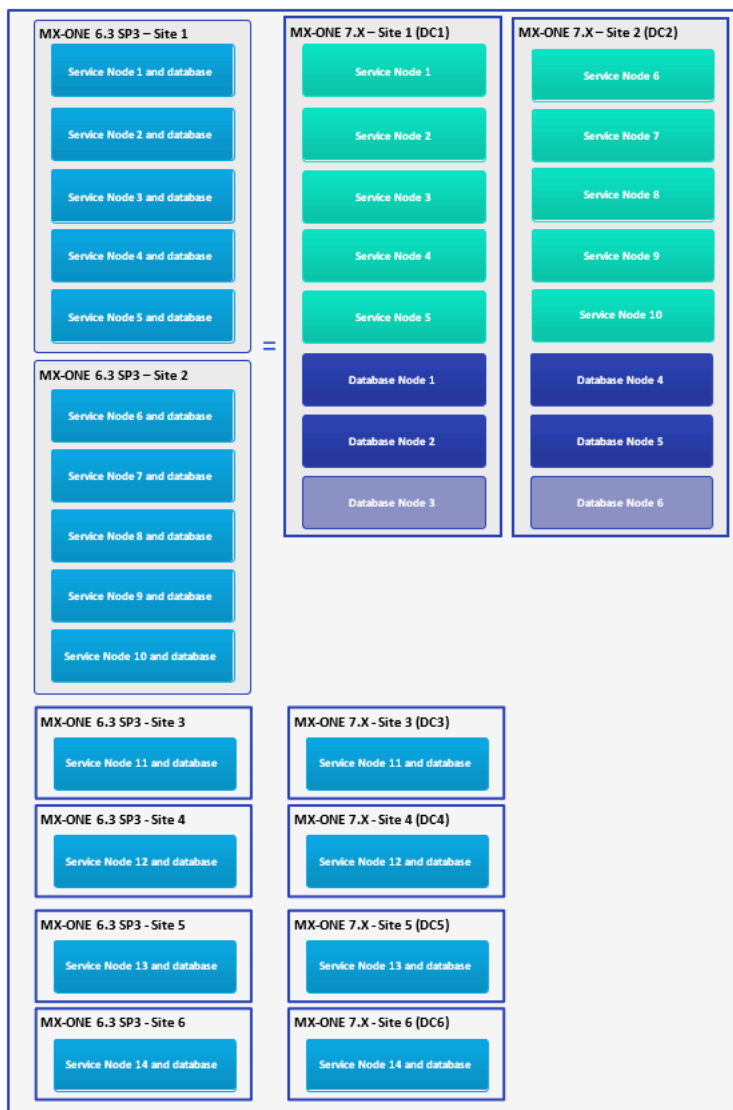 MX-ONE 6.3 SP3 – Site 1
Service Node 1 and database
Service Node 2 and database
Service Node 3 and database
Service Node 4 and database
Service Node 5 and database
MX-ONE 6.3 SP3 – Site 2
Service Node 6 and database
Service Node 7 and database
Service Node 8 and database
Service Node 9 and database
Service Node 10 and database
=
MX-ONE 7.X – Site 1 (DC1)
Service Node 1
Service Node 2
Service Node 3
Service Node 4
Service Node 5
Database Node 1
Database Node 2
Database Node 3
MX-ONE 7.X – Site 2 (DC2)
Service Node 6
Service Node 7
Service Node 8
Service Node 9
Service Node 10
Database Node 4
Database Node 5
Database Node 6
MX-ONE 6.3 SP3 - Site 3
Service Node 11 and database
MX-ONE 7.X - Site 3 (DC3)
Service Node 11 and database
MX-ONE 6.3 SP3 - Site 4
Service Node 12 and database
MX-ONE 7.X - Site 4 (DC4)
Service Node 12 and database
MX-ONE 6.3 SP3 - Site 5
Service Node 13 and database
MX-ONE 7.X - Site 5 (DC5)
Service Node 13 and database
MX-ONE 6.3 SP3 - Site 6
Service Node 14 and database
MX-ONE 7.X - Site 6 (DC6)
Service Node 14 and database